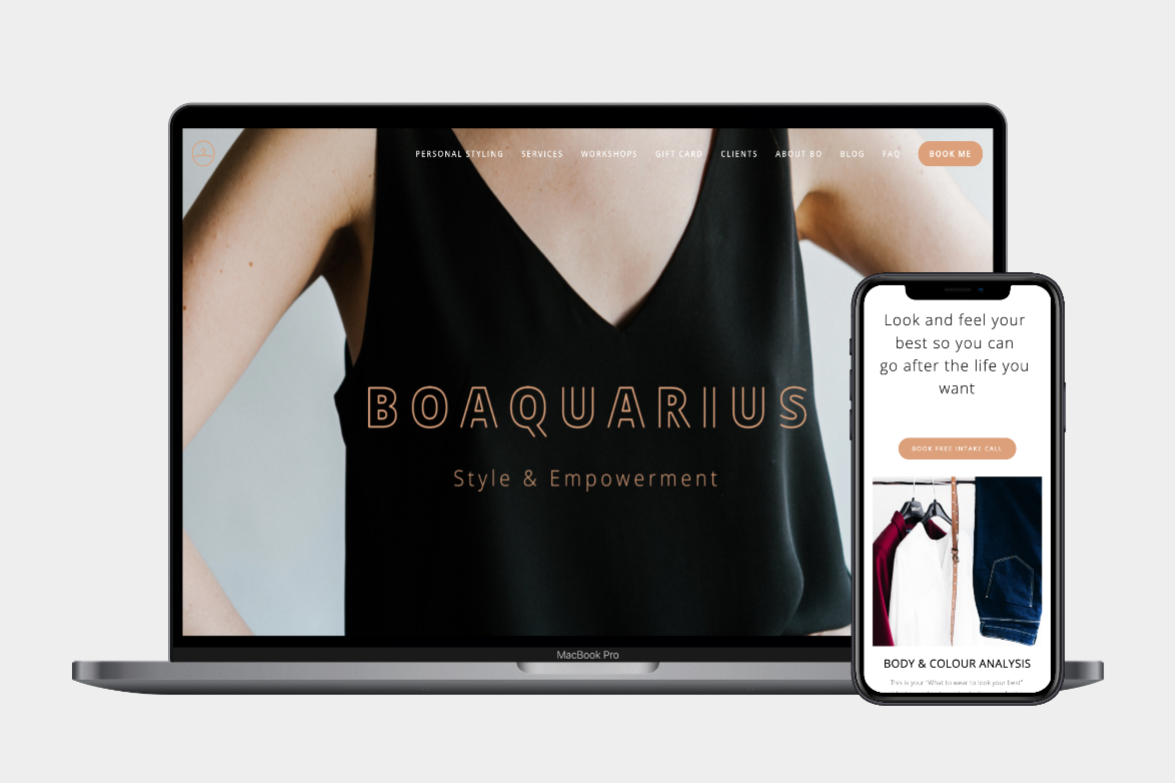 PERSONAL STYLING SERVICES WORKSHOPS GIFT CARD CLIENTS ABOUT BO BLOG FAQ BOOK ME
BOAQUARIUS
Style & Empowerment
MacBook Pro
Look and feel your
best so you can
go after the life you
want
BOOK FREE INTAKE CALL
BODY & COLOUR ANALYSIS
This is your "What to wear to look your best"